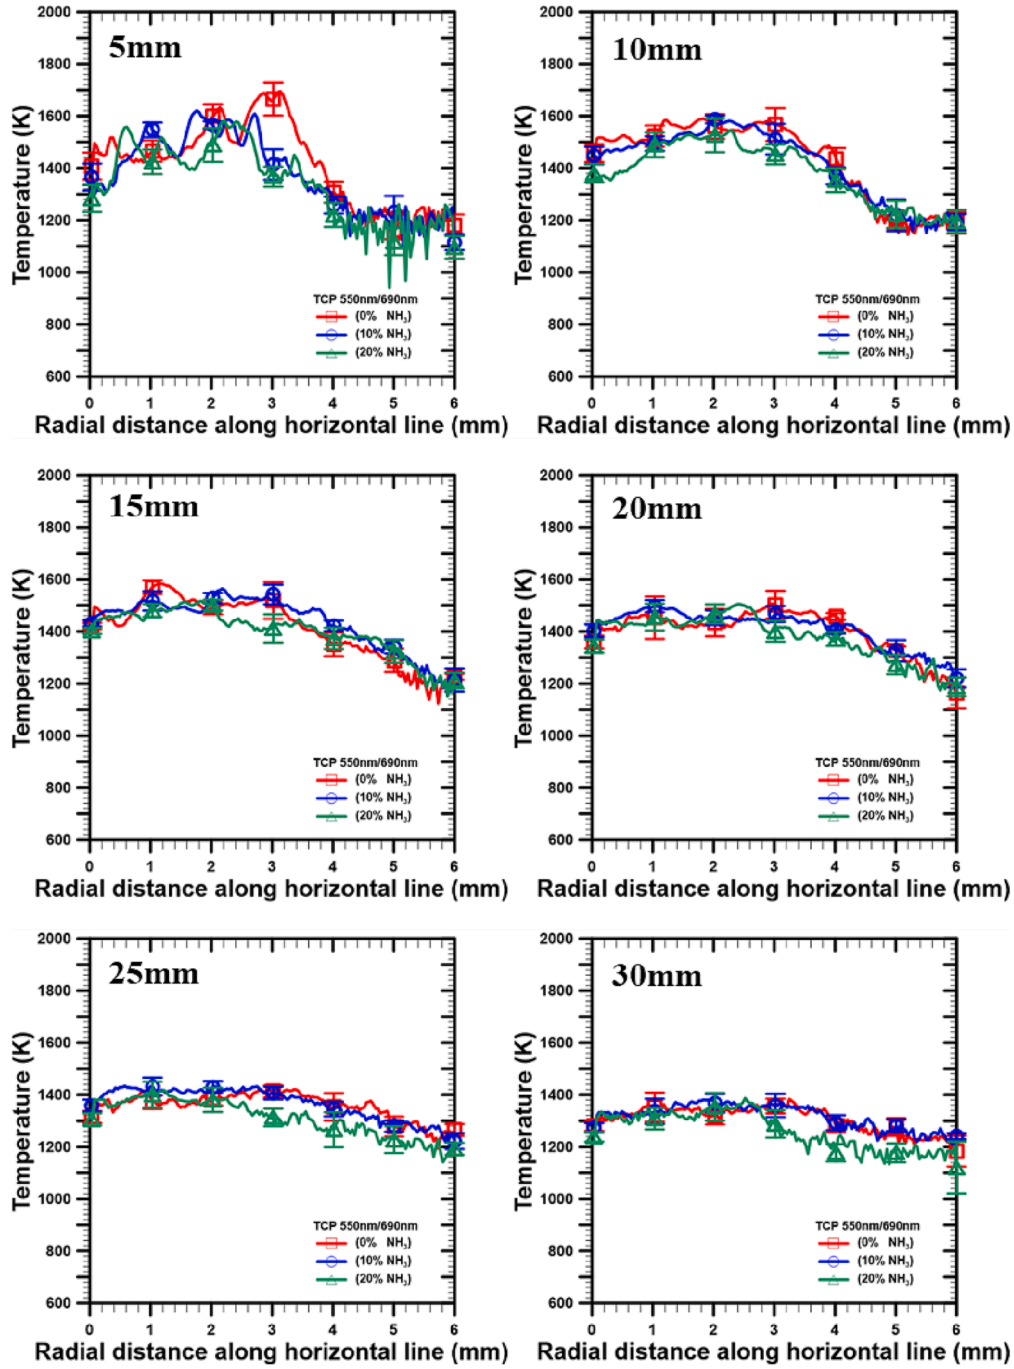 5mm
2000
1800
1600
1400
1200
1000
800
600
Temperature (K)
TCP 550nm/690nm
(0% NH3)
(10% NH3)
(20% NH3)
0 1 2 3 4 5 6
Radial distance along horizontal line (mm)
10mm
2000
1800
1600
1400
1200
1000
800
600
Temperature (K)
TCP 550nm/690nm
(0% NH3)
(10% NH3)
(20% NH3)
0 1 2 3 4 5 6
Radial distance along horizontal line (mm)
15mm
2000
1800
1600
1400
1200
1000
800
600
Temperature (K)
TCP 550nm/690nm
(0% NH3)
(10% NH3)
(20% NH3)
0 1 2 3 4 5 6
Radial distance along horizontal line (mm)
20mm
2000
1800
1600
1400
1200
1000
800
600
Temperature (K)
TCP 550nm/690nm
(0% NH3)
(10% NH3)
(20% NH3)
0 1 2 3 4 5 6
Radial distance along horizontal line (mm)
25mm
2000
1800
1600
1400
1200
1000
800
600
Temperature (K)
TCP 550nm/690nm
(0% NH3)
(10% NH3)
(20% NH3)
0 1 2 3 4 5 6
Radial distance along horizontal line (mm)
30mm
2000
1800
1600
1400
1200
1000
800
600
Temperature (K)
TCP 550nm/690nm
(0% NH3)
(10% NH3)
(20% NH3)
0 1 2 3 4 5 6
Radial distance along horizontal line (mm)